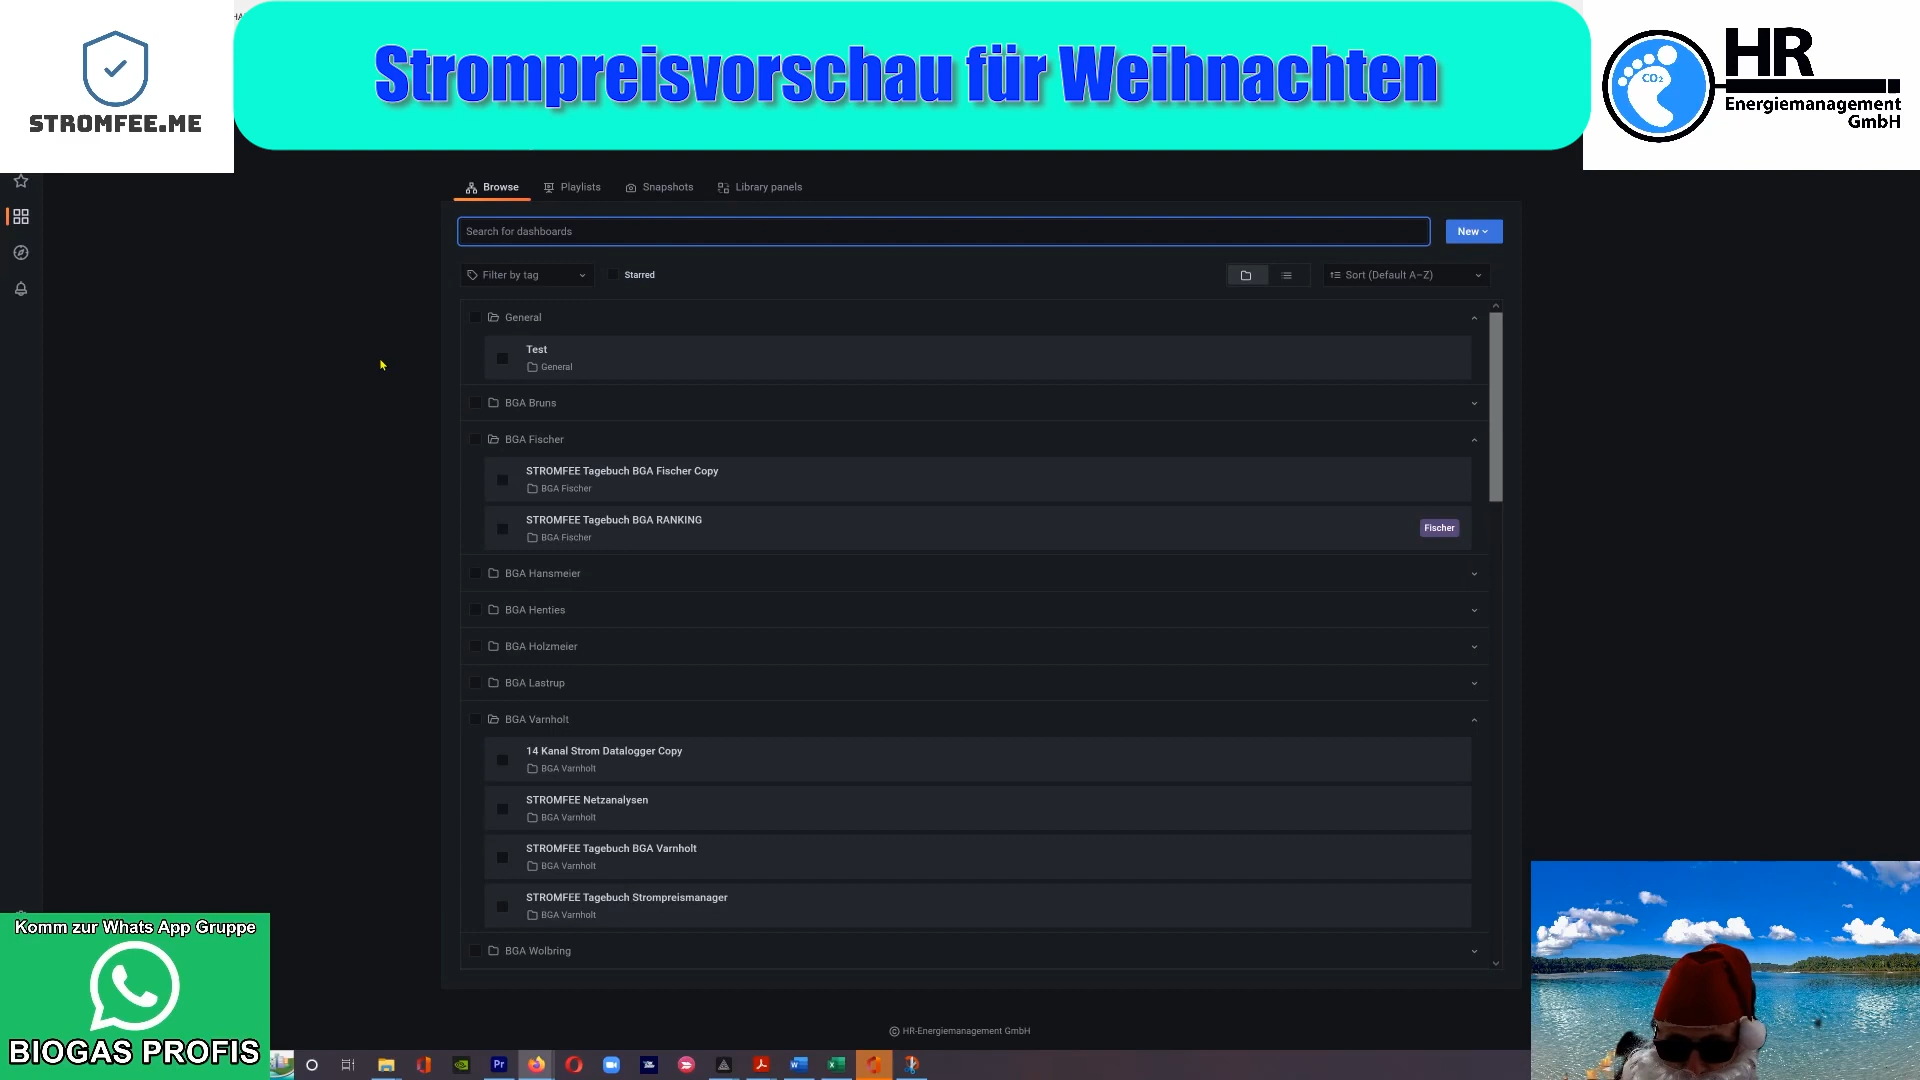 STROMFEE.ME
Strompreisvorschau für Weihnachten
CO₂
HR
Energiemanagement
GmbH
Browse
Playlists
Snapshots
Library panels
Search for dashboards
New
Filter by tag
Starred
Sort (Default A–Z)
General
Test
General
BGA Bruns
BGA Fischer
STROMFEE Tagebuch BGA Fischer Copy
BGA Fischer
STROMFEE Tagebuch BGA RANKING
BGA Fischer
Fischer
BGA Hansmeier
BGA Henties
BGA Holzmeier
BGA Lastrup
BGA Varnholt
14 Kanal Strom Datalogger Copy
BGA Varnholt
STROMFEE Netzanalysen
BGA Varnholt
STROMFEE Tagebuch BGA Varnholt
BGA Varnholt
STROMFEE Tagebuch Strompreismanager
BGA Varnholt
BGA Wolbring
Komm zur Whats App Gruppe
BIOGAS PROFIS
© HR-Energiemanagement GmbH
Pr